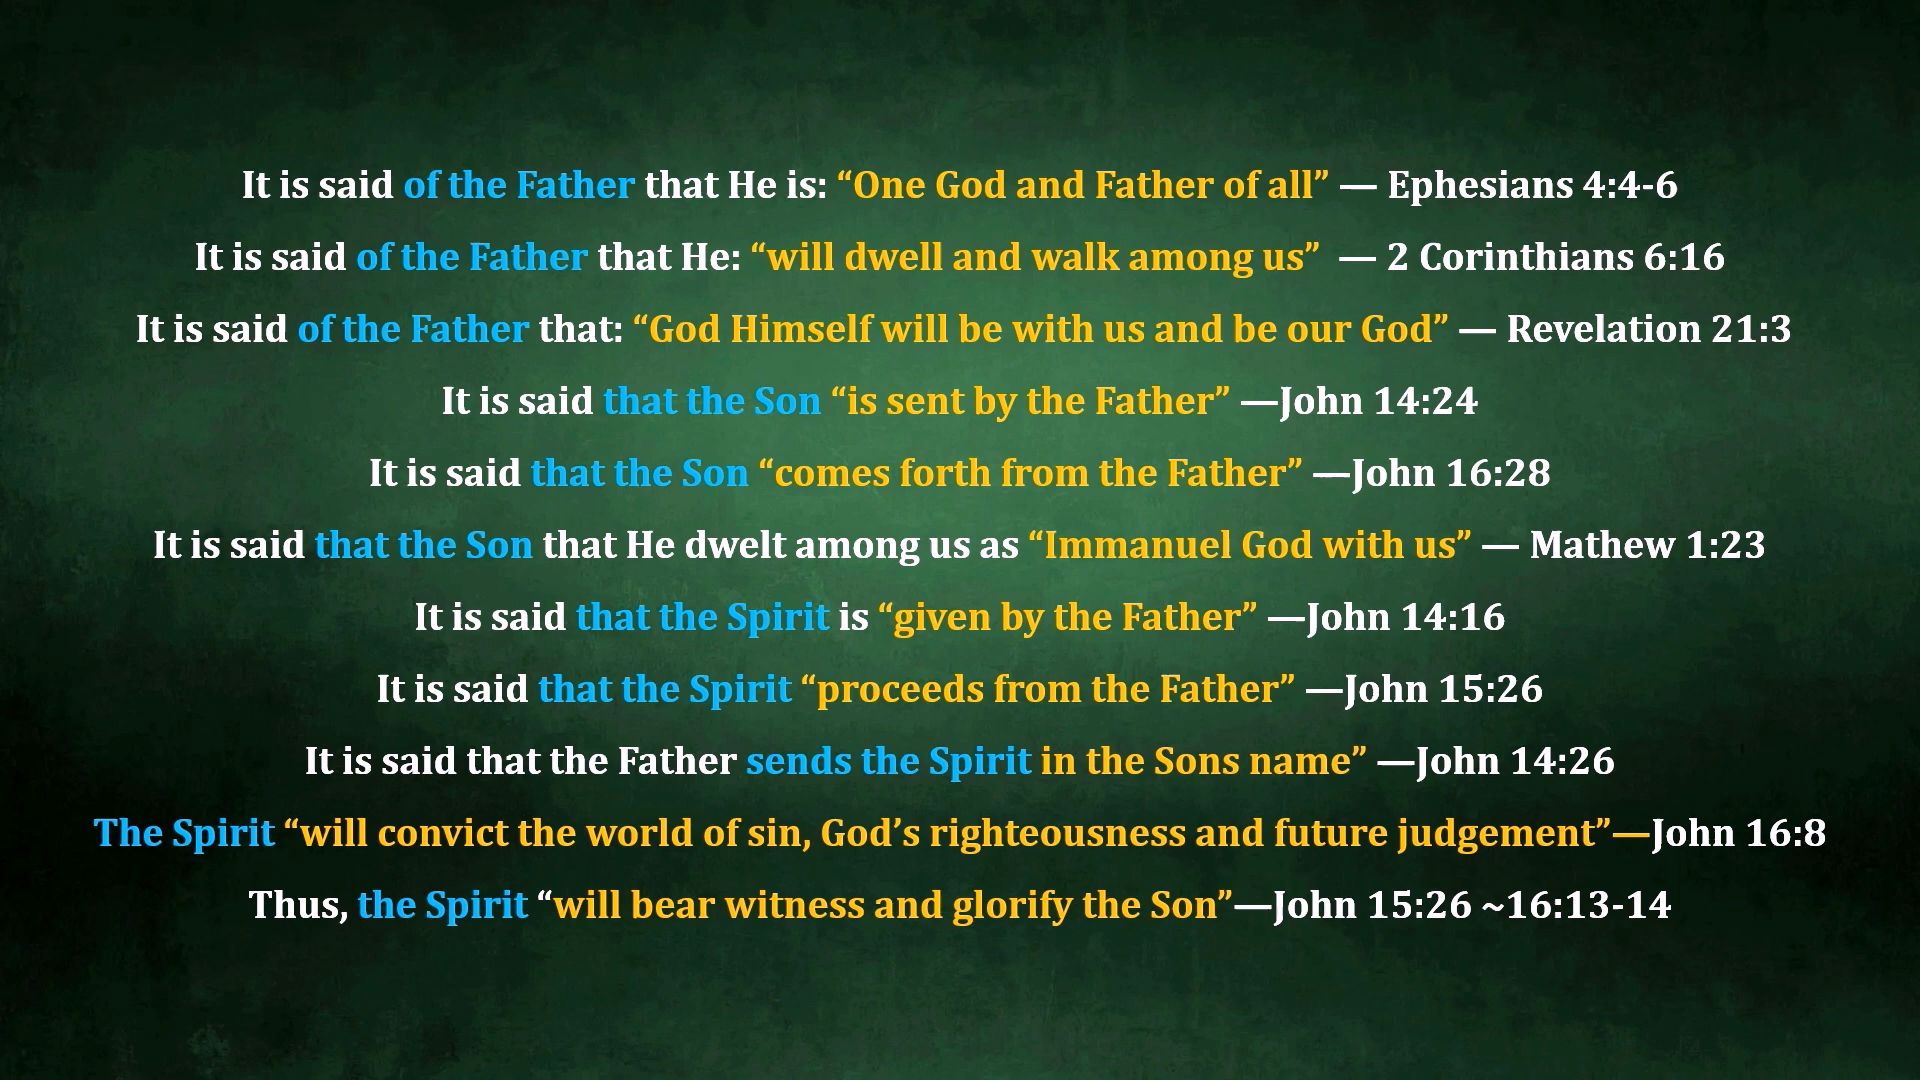 It is said of the Father that He is: “One God and Father of all” — Ephesians 4:4-6
It is said of the Father that He: “will dwell and walk among us” — 2 Corinthians 6:16
It is said of the Father that: “God Himself will be with us and be our God” — Revelation 21:3
It is said that the Son “is sent by the Father” —John 14:24
It is said that the Son “comes forth from the Father” —John 16:28
It is said that the Son that He dwelt among us as “Immanuel God with us” — Mathew 1:23
It is said that the Spirit is “given by the Father” —John 14:16
It is said that the Spirit “proceeds from the Father” —John 15:26
It is said that the Father sends the Spirit in the Sons name” —John 14:26
The Spirit “will convict the world of sin, God’s righteousness and future judgement”—John 16:8
Thus, the Spirit “will bear witness and glorify the Son”—John 15:26 ~16:13-14